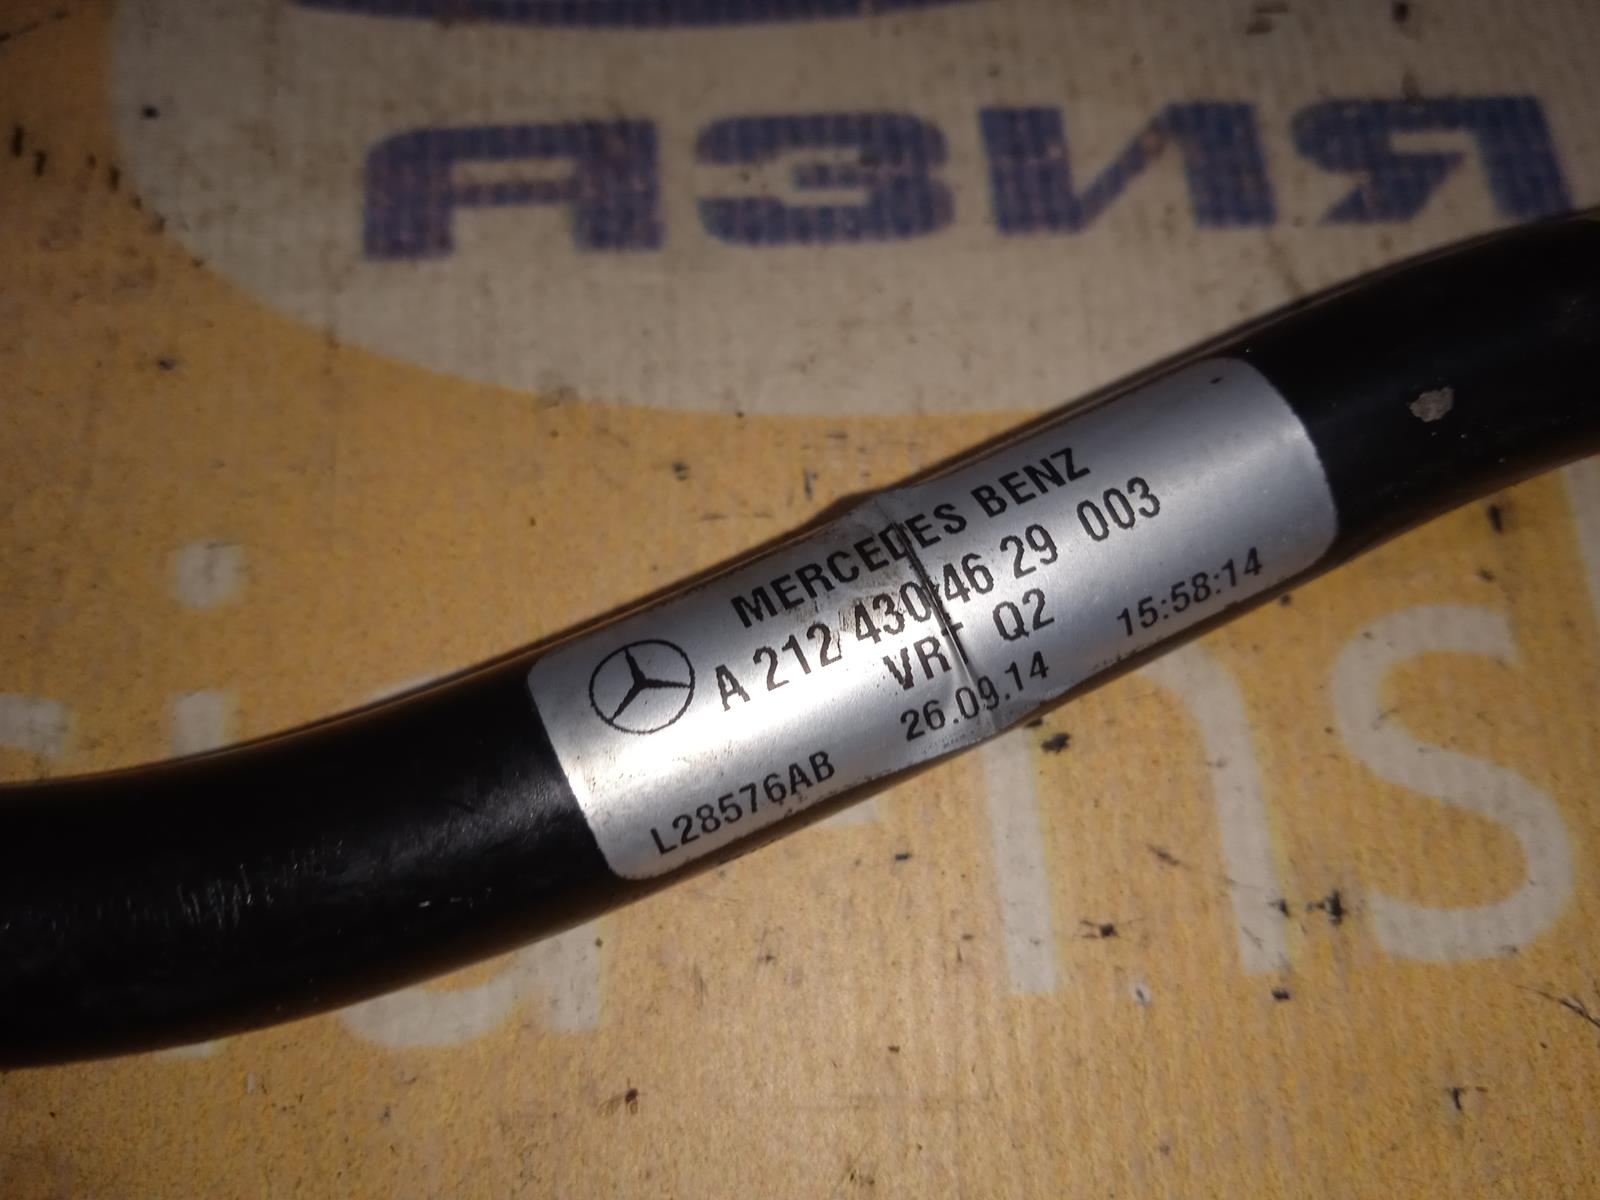 АЗИЯ
MERCEDES BENZ
A 212 430 46 29 003
VRT Q2
26.09.14 15:58:14
L28576AB